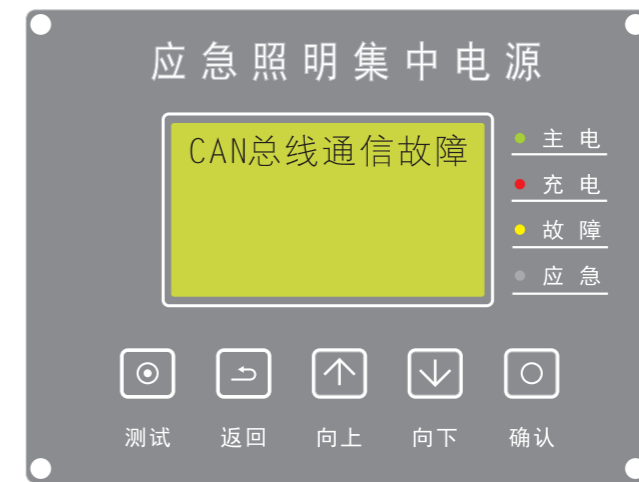 应急照明集中电源
CAN总线通信故障
主电
充电
故障
应急
测试 返回 向上 向下 确认